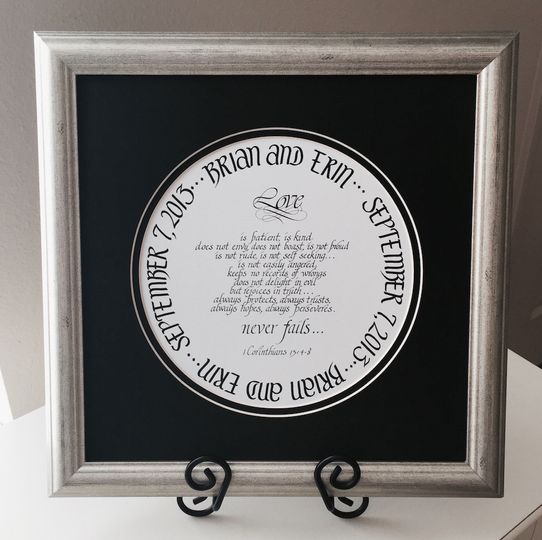 BRIAN AND ERIN... SEPTEMBER 7, 2013... BRIAN AND ERIN... SEPTEMBER 7, 2013...
Love
is patient, is kind
does not envy, does not boast, is not proud
is not rude, is not self seeking...
is not easily angered,
keeps no records of wrongs
does not delight in evil
but rejoices in truth...
always protects, always trusts,
always hopes, always perseveres.
never fails...
1 Corinthians 13:4-8